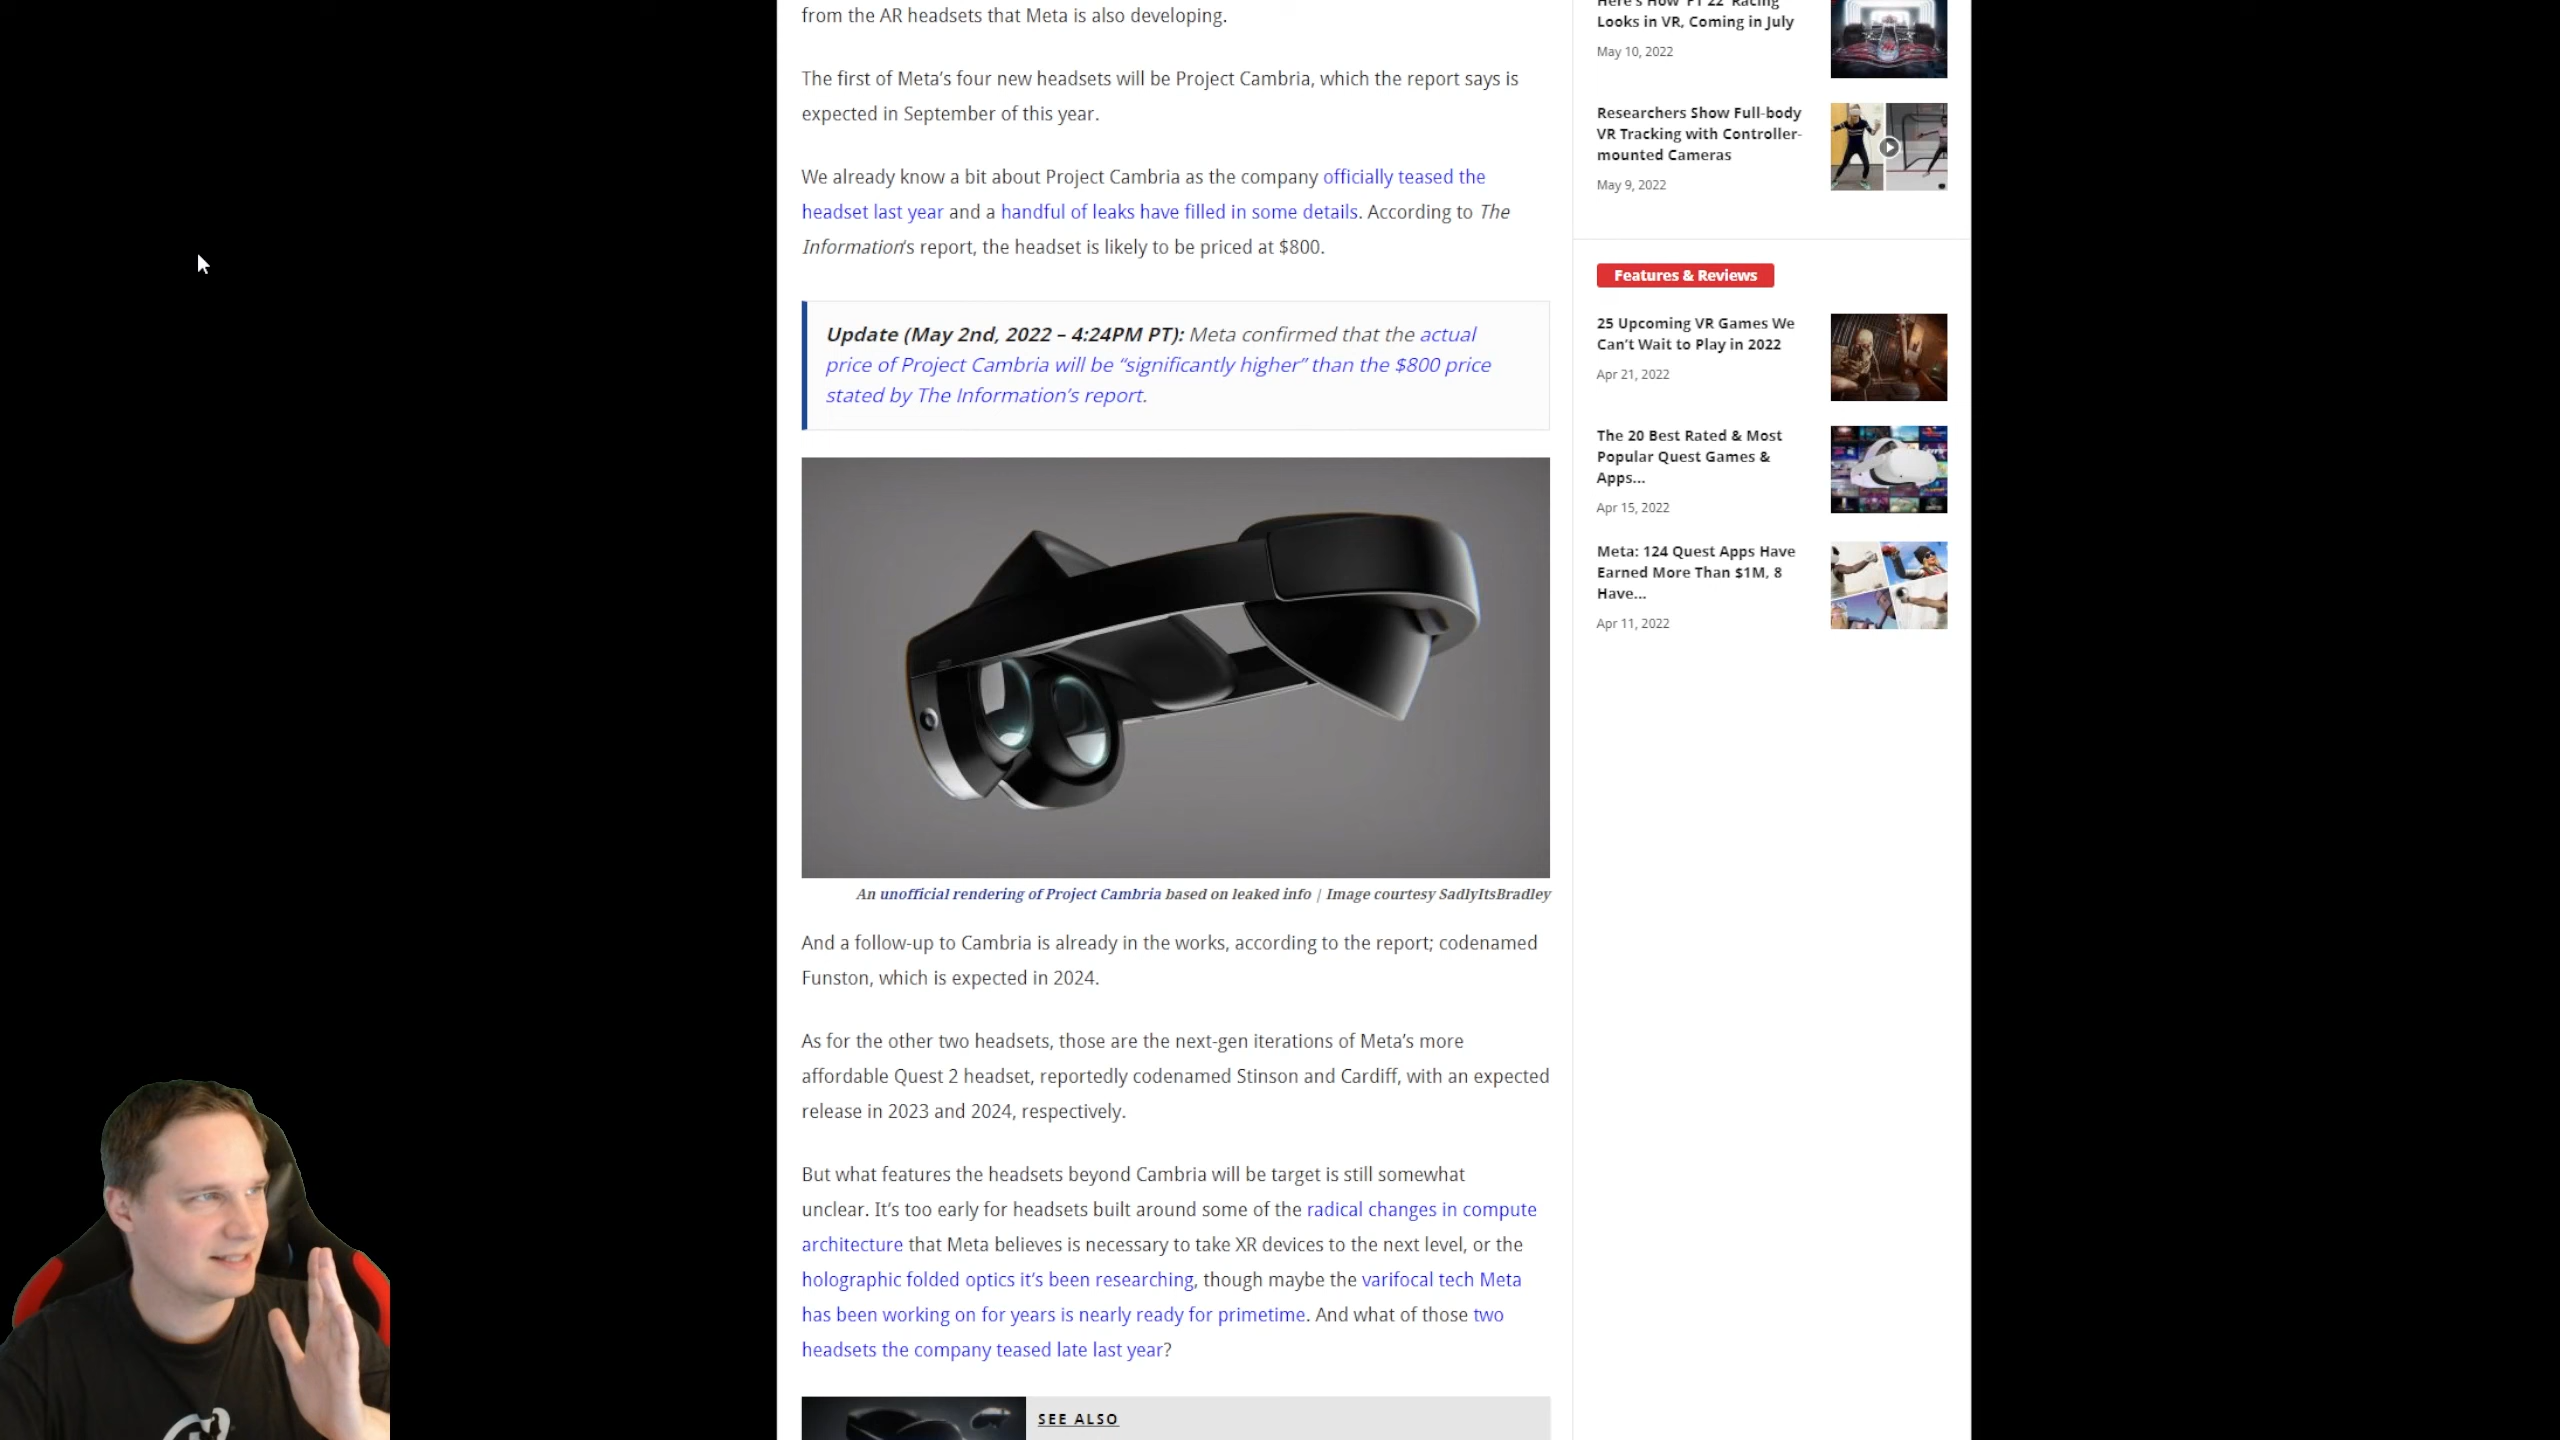 from the AR headsets that Meta is also developing.
The first of Meta’s four new headsets will be Project Cambria, which the report says is
expected in September of this year.
We already know a bit about Project Cambria as the company officially teased the
headset last year and a handful of leaks have filled in some details. According to The
Information’s report, the headset is likely to be priced at $800.
Update (May 2nd, 2022 – 4:24PM PT): Meta confirmed that the actual
price of Project Cambria will be “significantly higher” than the $800 price
stated by The Information’s report.
An unofficial rendering of Project Cambria based on leaked info | Image courtesy SadlyItsBradley
And a follow-up to Cambria is already in the works, according to the report; codenamed
Funston, which is expected in 2024.
As for the other two headsets, those are the next-gen iterations of Meta’s more
affordable Quest 2 headset, reportedly codenamed Stinson and Cardiff, with an expected
release in 2023 and 2024, respectively.
But what features the headsets beyond Cambria will be target is still somewhat
unclear. It’s too early for headsets built around some of the radical changes in compute
architecture that Meta believes is necessary to take XR devices to the next level, or the
holographic folded optics it’s been researching, though maybe the varifocal tech Meta
has been working on for years is nearly ready for primetime. And what of those two
headsets the company teased late last year?
SEE ALSO
Here’s How ‘F1 22’ Racing
Looks in VR, Coming in July
May 10, 2022
Researchers Show Full-body
VR Tracking with Controller-
mounted Cameras
May 9, 2022
Features & Reviews
25 Upcoming VR Games We
Can’t Wait to Play in 2022
Apr 21, 2022
The 20 Best Rated & Most
Popular Quest Games &
Apps...
Apr 15, 2022
Meta: 124 Quest Apps Have
Earned More Than $1M, 8
Have...
Apr 11, 2022